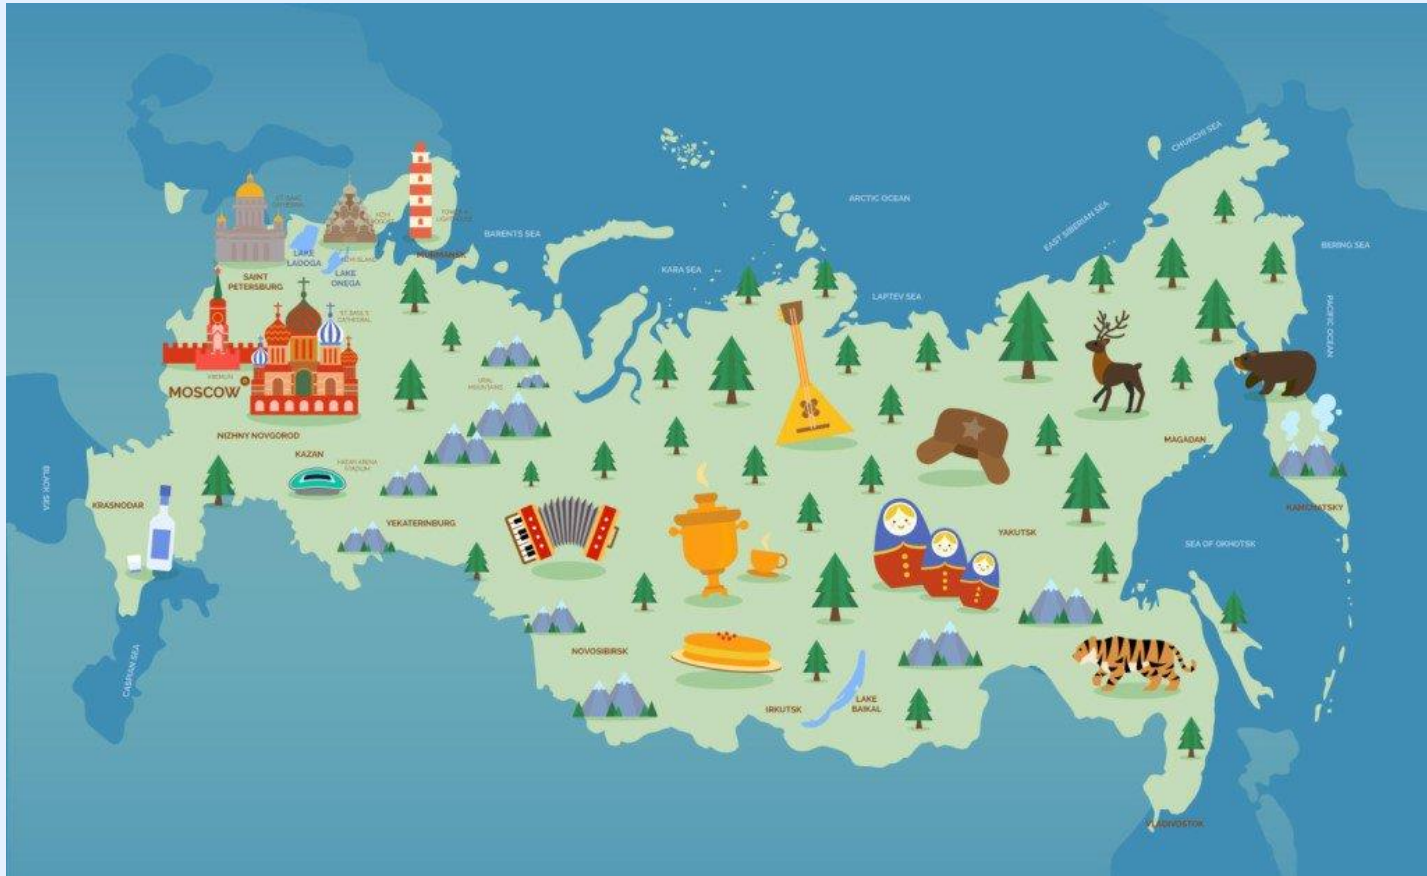 CHUKCHI SEA
ARCTIC OCEAN
EAST SIBERIAN SEA
BARENTS SEA
BERING SEA
KARA SEA
LAPTEV SEA
PACIFIC OCEAN
LAKE
LADOGA
LAKE
ONEGA
MURMANSK
SAINT
PETERSBURG
ST. BASIL'S
CATHEDRAL
KREMLIN
MOSCOW
URAL
MOUNTAINS
NIZHNY NOVGOROD
KAZAN
KAZAN ARENA
STADIUM
MAGADAN
BLACK SEA
KRASNODAR
YEKATERINBURG
YAKUTSK
KAMCHATSKY
SEA OF OKHOTSK
CASPIAN SEA
NOVOSIBIRSK
IRKUTSK
LAKE
BAIKAL
VLADIVOSTOK